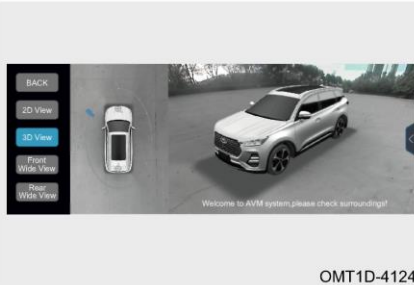 BACK
2D View
3D View
Front
Wide View
Rear
Wide View
Welcome to AVM system,please check surroundings!
OMT1D-4124